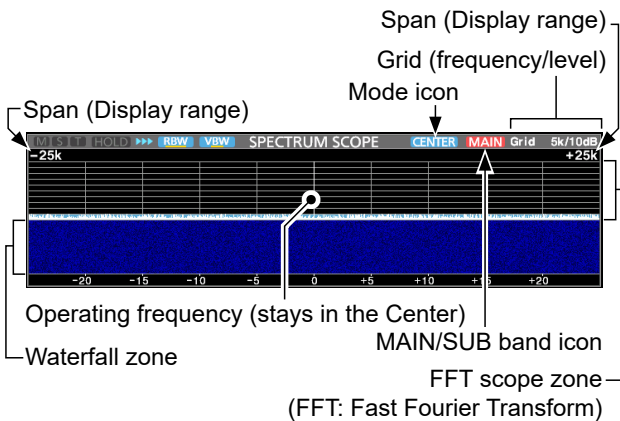 Span (Display range)
Grid (frequency/level)
Mode icon
Span (Display range)
M S T HOLD RBW VBW SPECTRUM SCOPE CENTER MAIN Grid 5k/10dB
−25k +25k
−20 −15 −10 −5 0 +5 +10 +15 +20
Operating frequency (stays in the Center)
MAIN/SUB band icon
Waterfall zone
FFT scope zone
(FFT: Fast Fourier Transform)